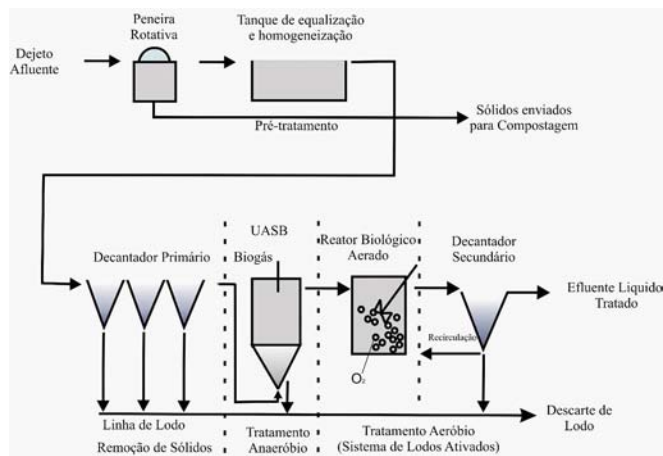 Peneira
Rotativa
Tanque de equalização
e homogeneização
Dejeto
Afluente
Sólidos enviados
para Compostagem
Pré-tratamento
UASB
Biogás
Decantador Primário
Reator Biológico
Aerado
Decantador
Secundário
Efluente Liquido
Tratado
Recirculação
O₂
Linha de Lodo
Remoção de Sólidos
Tratamento
Anaeróbio
Tratamento Aeróbio
(Sistema de Lodos Ativados)
Descarte de
Lodo